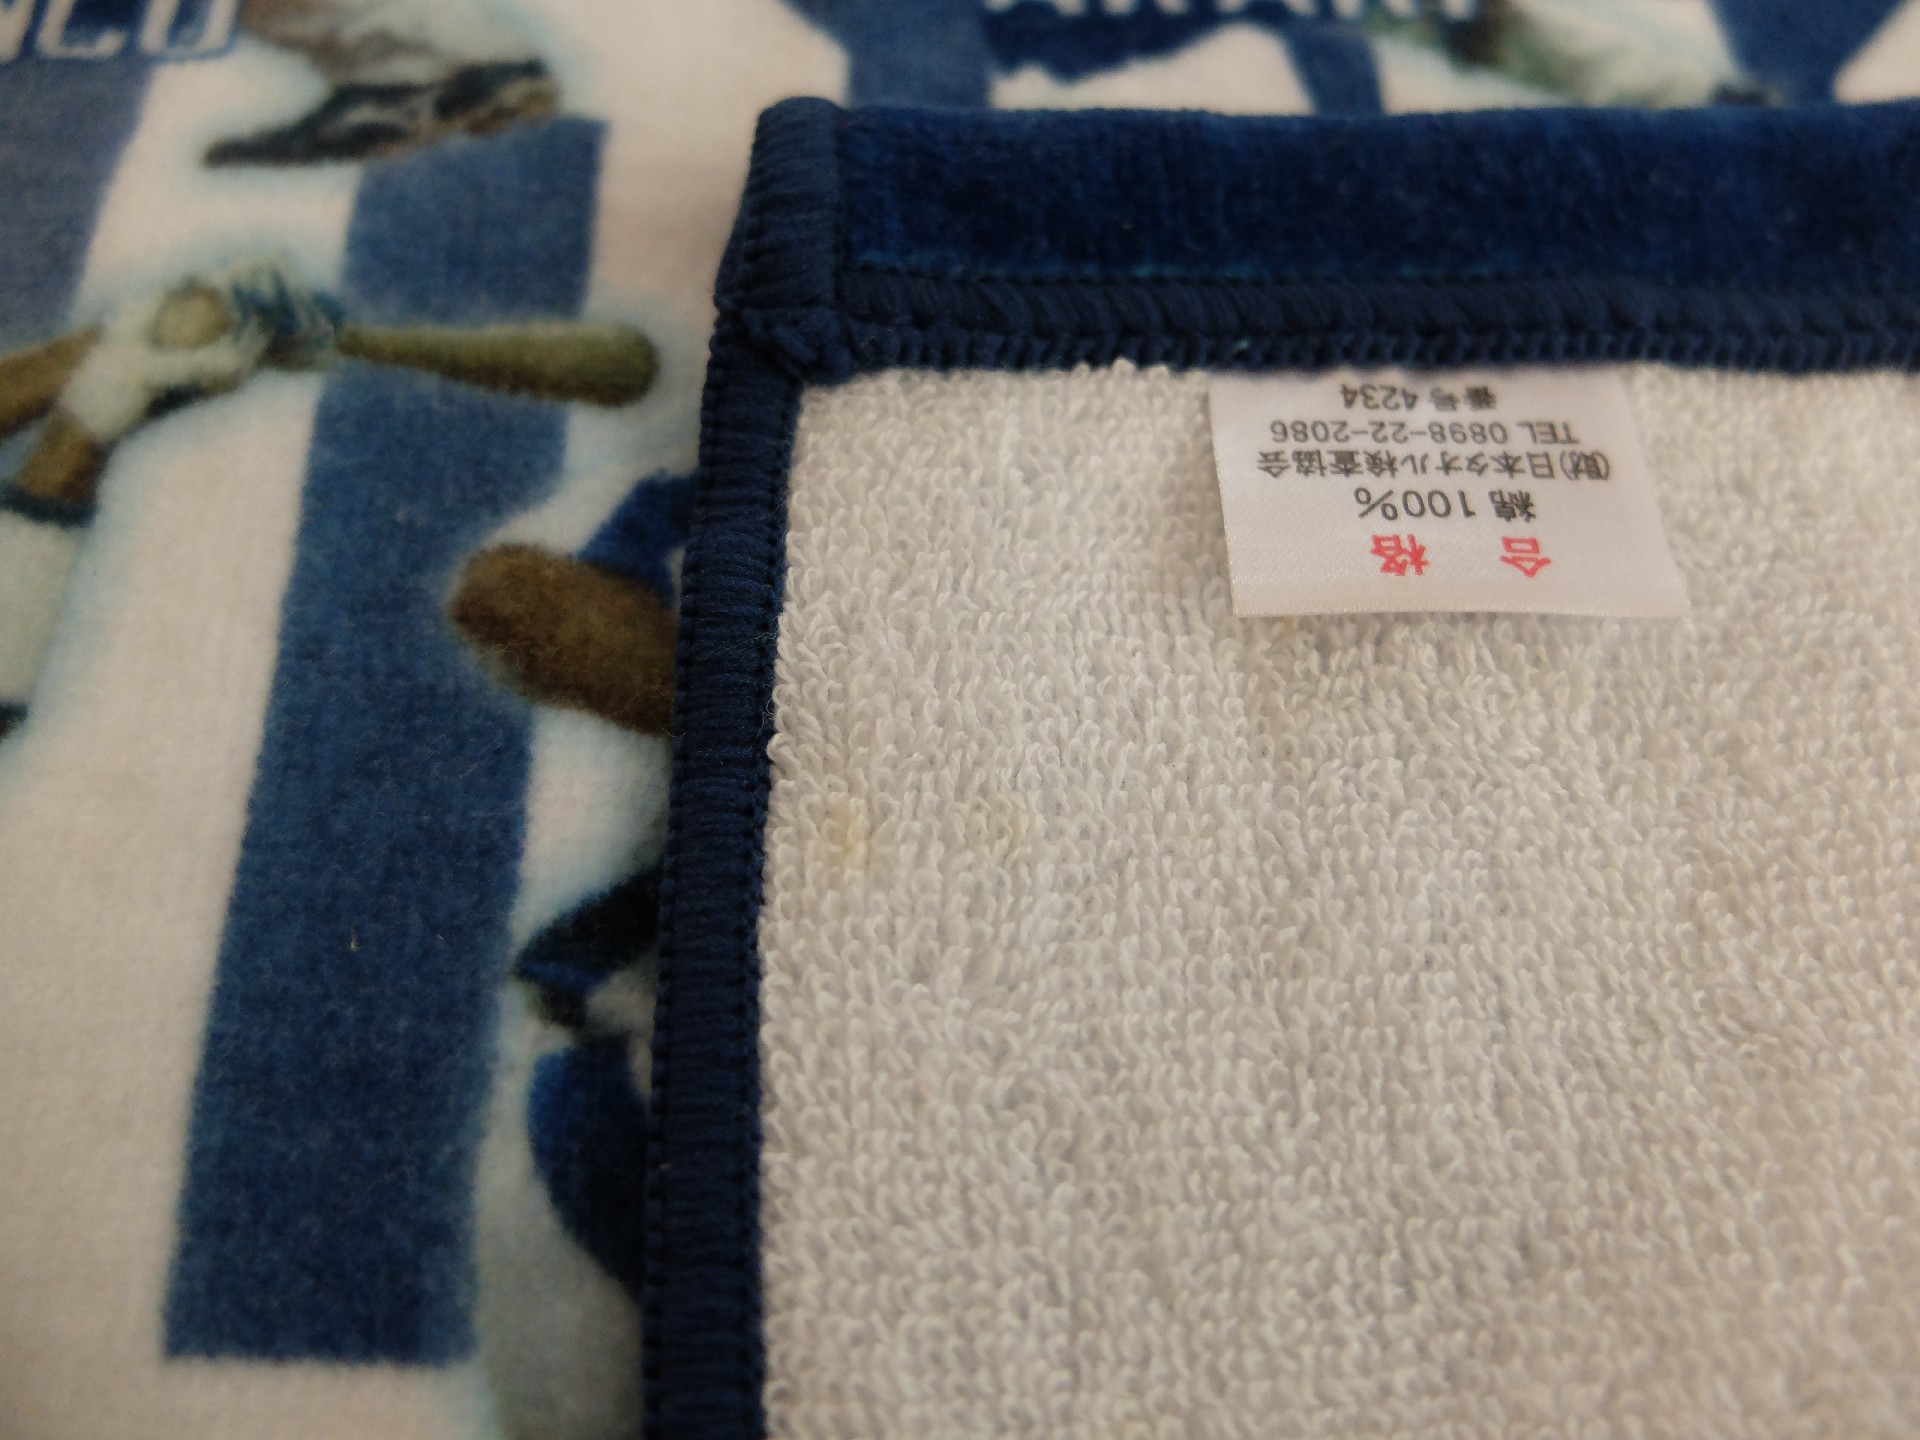 合格
綿 100%
(財)日本タオル検査協会
TEL 0898-22-2086
番号 4234